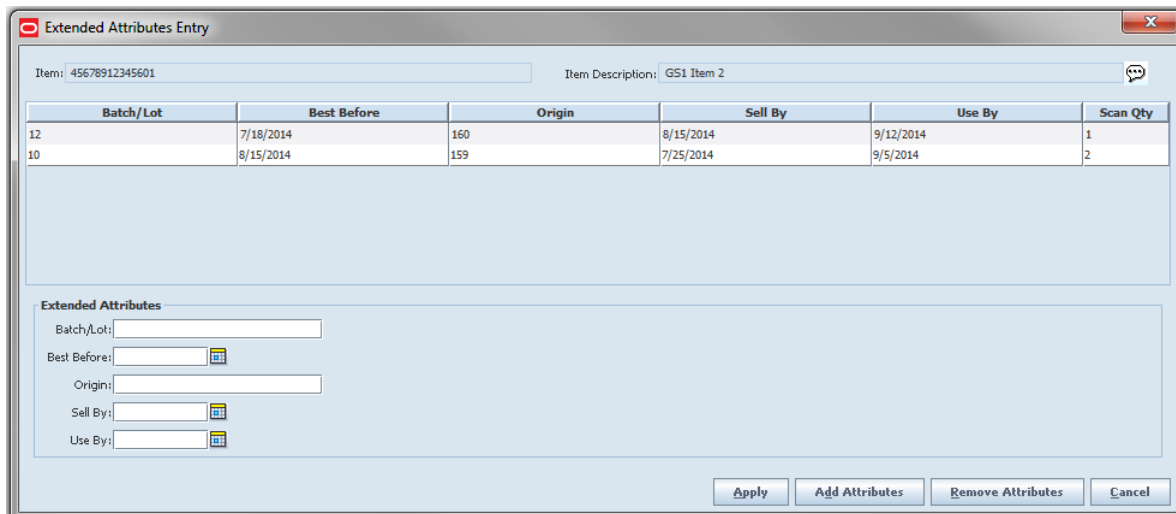 Extended Attributes Entry
x
Item: 45678912345601 Item Description: GS1 Item 2
Batch/Lot Best Before Origin Sell By Use By Scan Qty
12 7/18/2014 160 8/15/2014 9/12/2014 1
10 8/15/2014 159 7/25/2014 9/5/2014 2
Extended Attributes
Batch/Lot:
Best Before:
Origin:
Sell By:
Use By:
Apply Add Attributes Remove Attributes Cancel